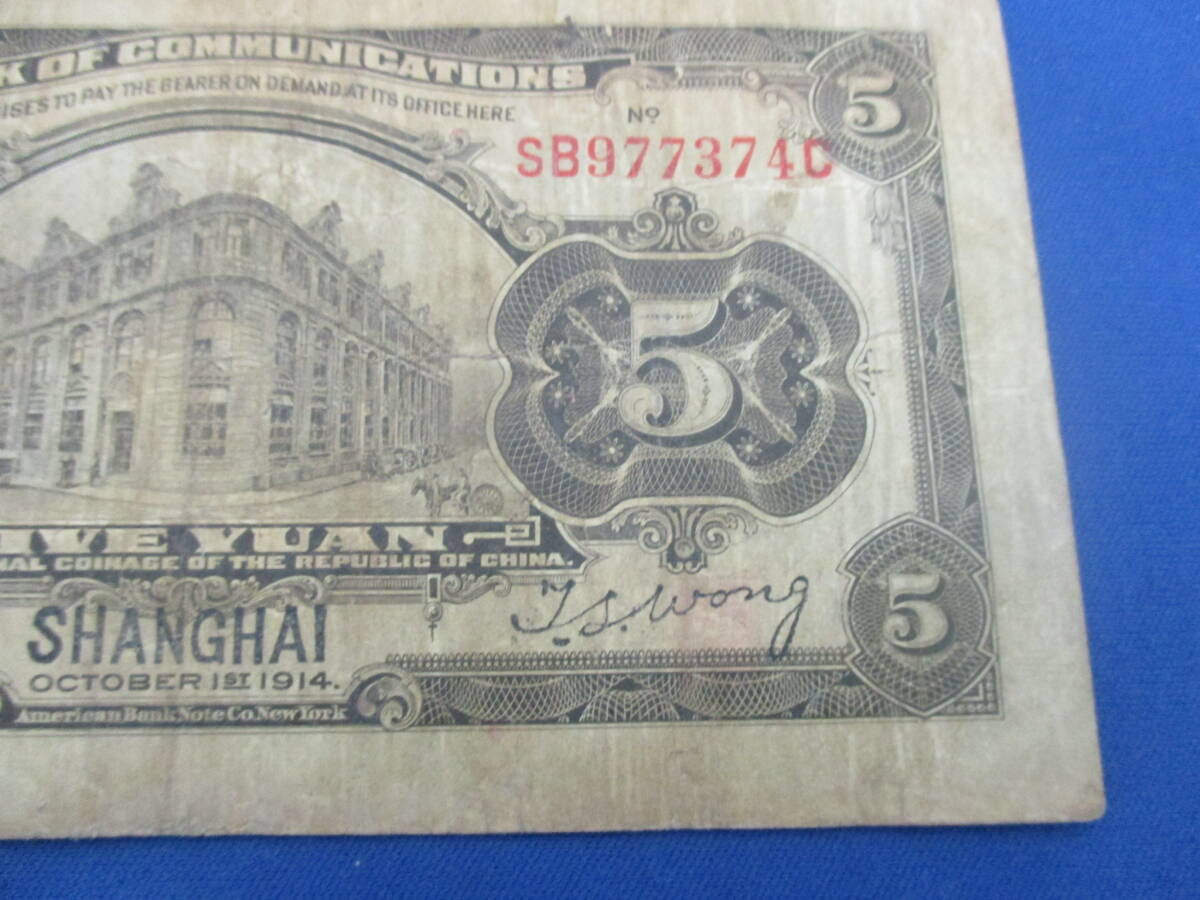 K OF COMMUNICATIONS
ISES TO PAY THE BEARER ON DEMAND AT ITS OFFICE HERE
Nº
SB977374C
5
5
IVE YUAN
NAL COINAGE OF THE REPUBLIC OF CHINA.
SHANGHAI
OCTOBER 1ST 1914.
T.S. Wong
5
American Bank Note Co. New York